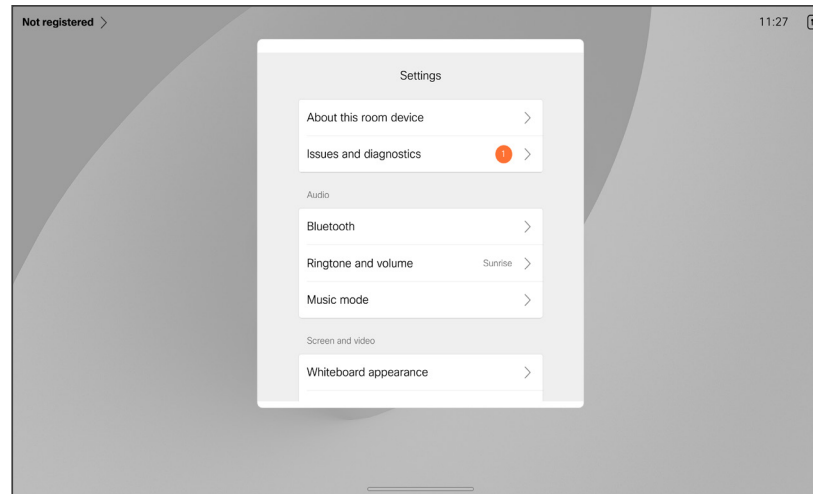 Not registered
11:27
Settings
About this room device
Issues and diagnostics 1
Audio
Bluetooth
Ringtone and volume Sunrise
Music mode
Screen and video
Whiteboard appearance